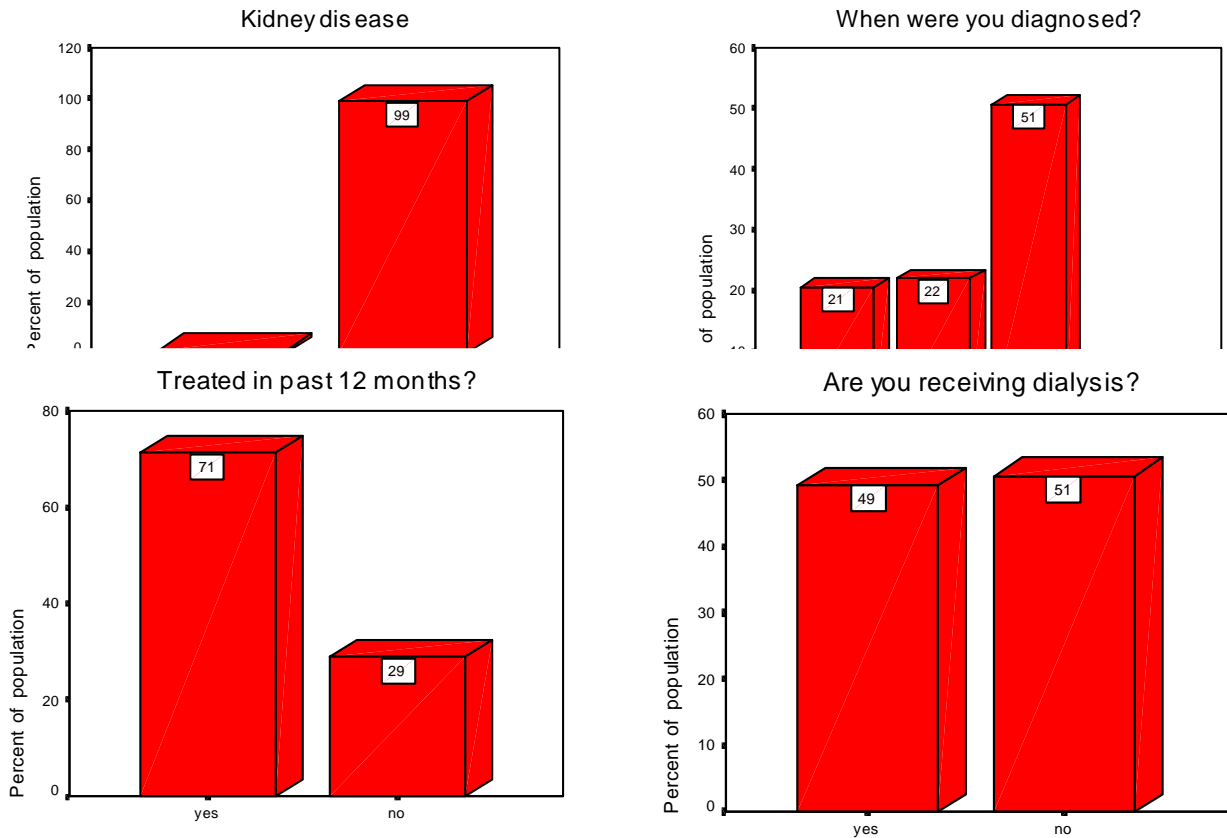 Kidney disease
120
100
80
60
40
20
0
Percent of population
99
When were you diagnosed?
60
50
40
30
20
of population
21
22
51
Treated in past 12 months?
80
60
40
20
0
Percent of population
71
29
yes
no
Are you receiving dialysis?
60
50
40
30
20
10
0
Percent of population
49
51
yes
no